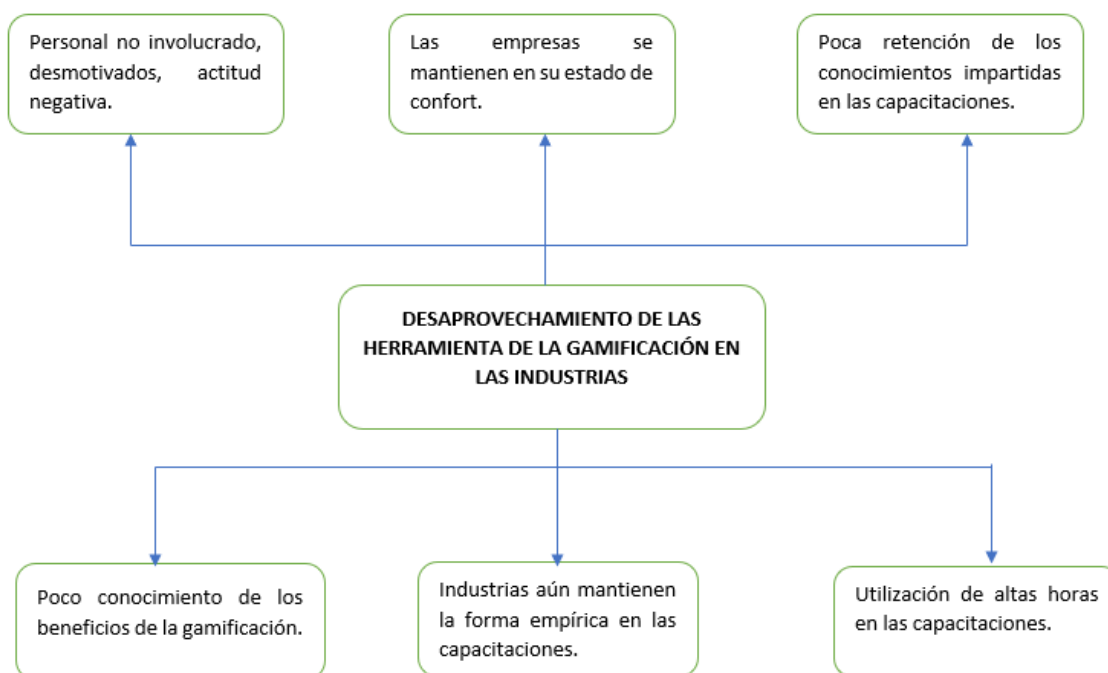 Personal no involucrado,
desmotivados, actitud
negativa.
Las empresas se
mantienen en su estado de
confort.
Poca retención de los
conocimientos impartidas
en las capacitaciones.
DESAPROVECHAMIENTO DE LAS
HERRAMIENTA DE LA GAMIFICACIÓN EN
LAS INDUSTRIAS
Poco conocimiento de los
beneficios de la gamificación.
Industrias aún mantienen
la forma empírica en las
capacitaciones.
Utilización de altas horas
en las capacitaciones.